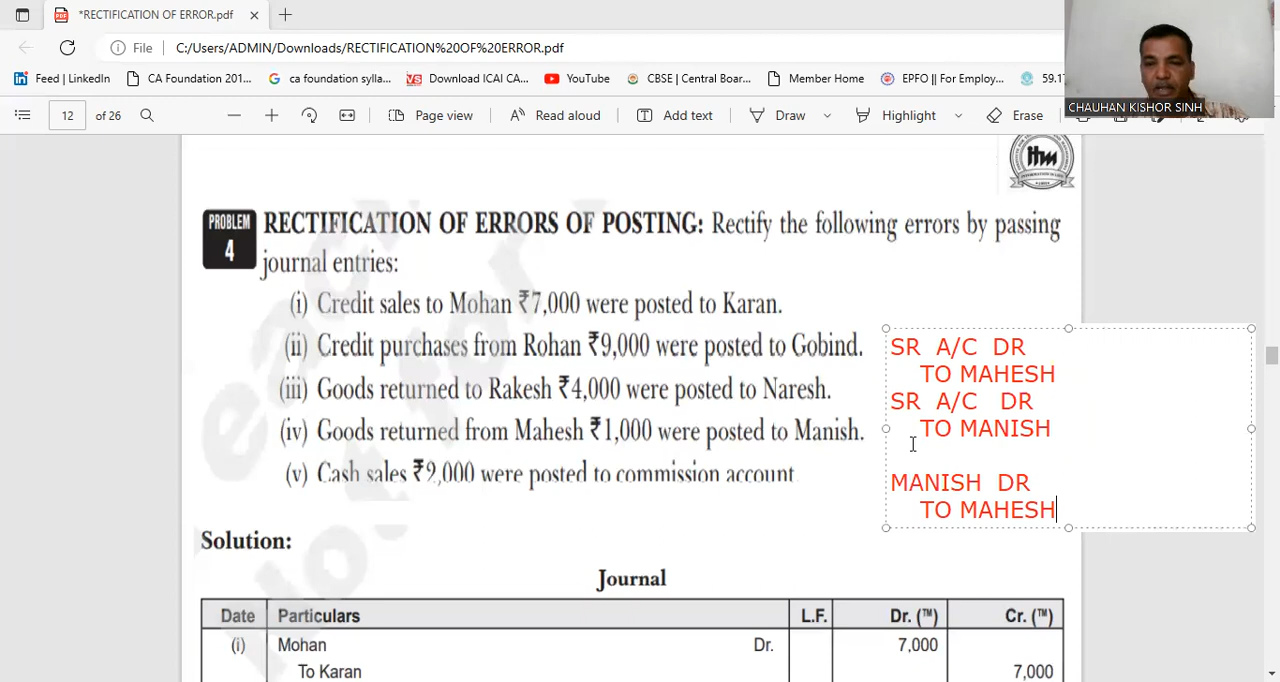 *RECTIFICATION OF ERROR.pdf
File C:/Users/ADMIN/Downloads/RECTIFICATION%20OF%20ERROR.pdf
Feed | LinkedIn CA Foundation 201... ca foundation sylla... Download ICAI CA... YouTube CBSE | Central Boar... Member Home EPFO || For Employ... 59.1
CHAUHAN KISHOR SINH
12 of 26 Page view Read aloud Add text Draw Highlight Erase
itm
PROBLEM 4 RECTIFICATION OF ERRORS OF POSTING: Rectify the following errors by passing
journal entries:
(i) Credit sales to Mohan ₹7,000 were posted to Karan.
(ii) Credit purchases from Rohan ₹9,000 were posted to Gobind.
(iii) Goods returned to Rakesh ₹4,000 were posted to Naresh.
(iv) Goods returned from Mahesh ₹1,000 were posted to Manish.
(v) Cash sales ₹2,000 were posted to commission account
SR A/C DR
TO MAHESH
SR A/C DR
TO MANISH
MANISH DR
TO MAHESH
Solution:
Journal
Date Particulars L.F. Dr. (™) Cr. (™)
(i) Mohan Dr. 7,000
To Karan 7,000